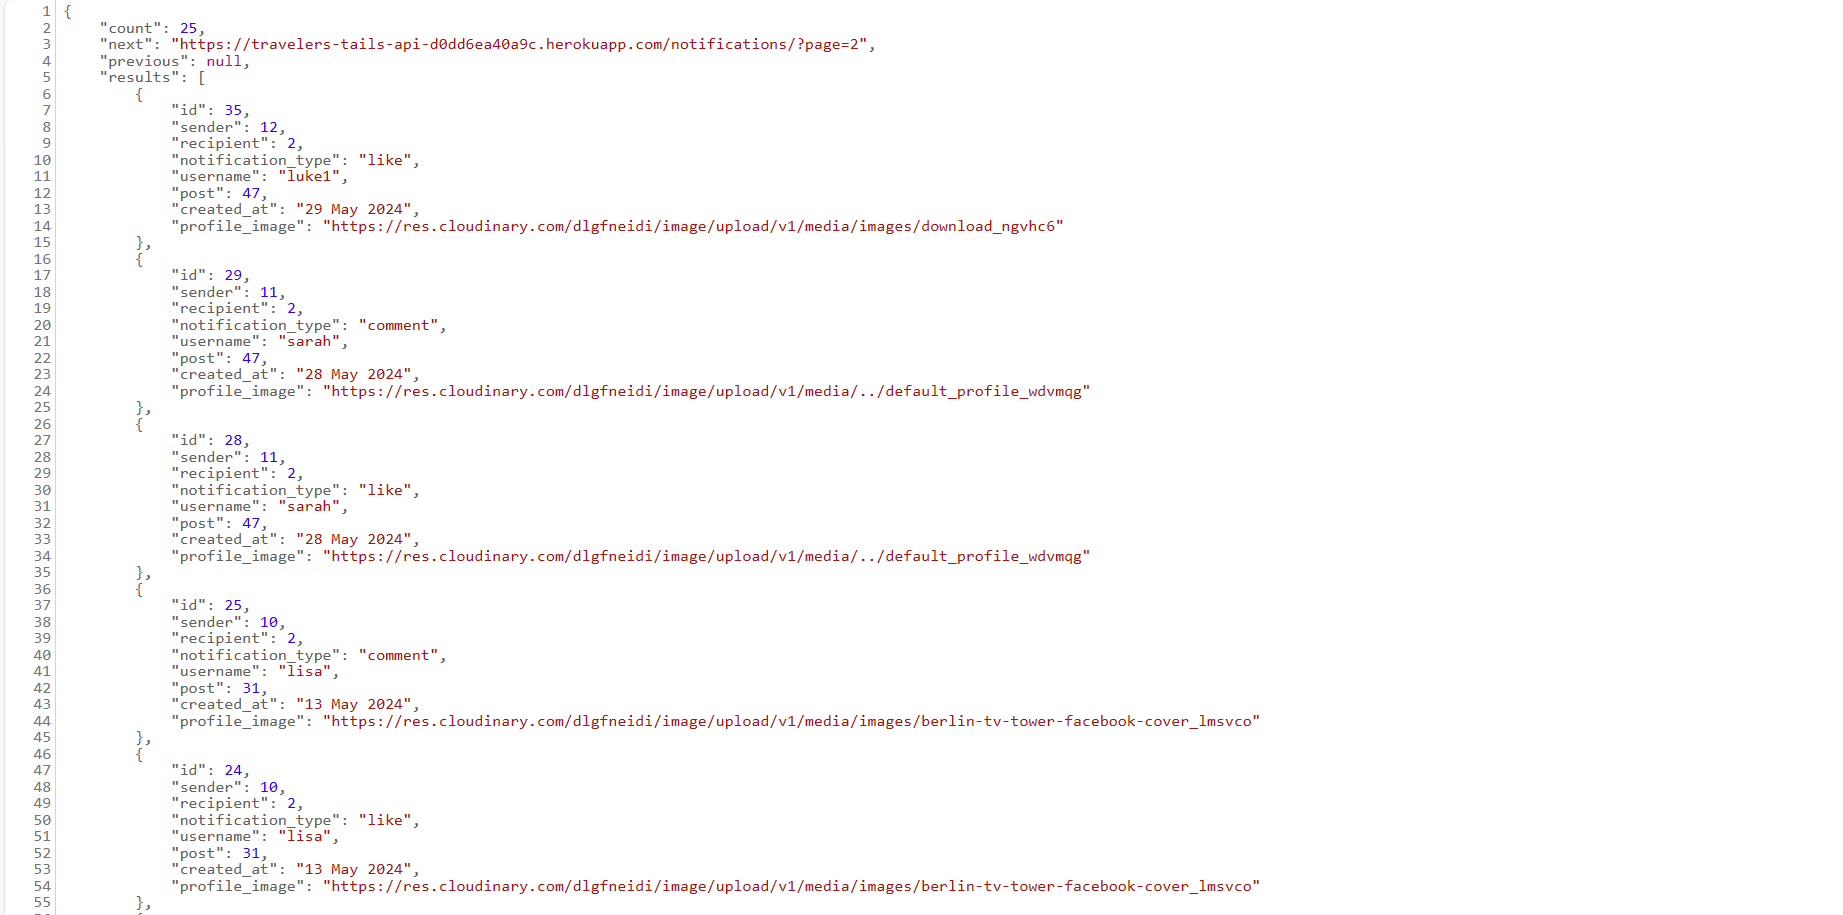 1 {
2     "count": 25,
3     "next": "https://travelers-tails-api-d0dd6ea40a9c.herokuapp.com/notifications/?page=2",
4     "previous": null,
5     "results": [
6         {
7             "id": 35,
8             "sender": 12,
9             "recipient": 2,
10             "notification_type": "like",
11             "username": "luke1",
12             "post": 47,
13             "created_at": "29 May 2024",
14             "profile_image": "https://res.cloudinary.com/dlgfneidi/image/upload/v1/media/images/download_ngvhc6"
15         },
16         {
17             "id": 29,
18             "sender": 11,
19             "recipient": 2,
20             "notification_type": "comment",
21             "username": "sarah",
22             "post": 47,
23             "created_at": "28 May 2024",
24             "profile_image": "https://res.cloudinary.com/dlgfneidi/image/upload/v1/media/../default_profile_wdvmqg"
25         },
26         {
27             "id": 28,
28             "sender": 11,
29             "recipient": 2,
30             "notification_type": "like",
31             "username": "sarah",
32             "post": 47,
33             "created_at": "28 May 2024",
34             "profile_image": "https://res.cloudinary.com/dlgfneidi/image/upload/v1/media/../default_profile_wdvmqg"
35         },
36         {
37             "id": 25,
38             "sender": 10,
39             "recipient": 2,
40             "notification_type": "comment",
41             "username": "lisa",
42             "post": 31,
43             "created_at": "13 May 2024",
44             "profile_image": "https://res.cloudinary.com/dlgfneidi/image/upload/v1/media/images/berlin-tv-tower-facebook-cover_lmsvco"
45         },
46         {
47             "id": 24,
48             "sender": 10,
49             "recipient": 2,
50             "notification_type": "like",
51             "username": "lisa",
52             "post": 31,
53             "created_at": "13 May 2024",
54             "profile_image": "https://res.cloudinary.com/dlgfneidi/image/upload/v1/media/images/berlin-tv-tower-facebook-cover_lmsvco"
55         },